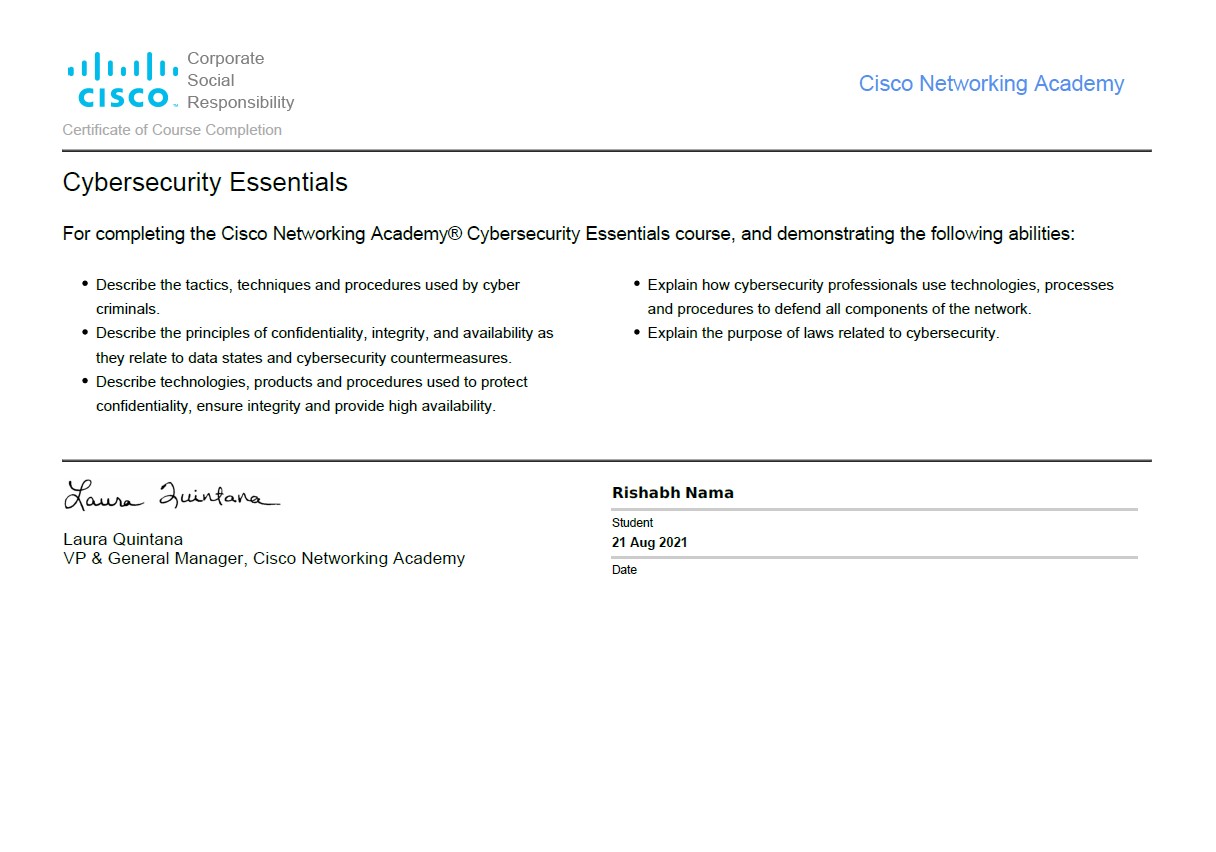 Corporate
Social
Responsibility
CISCO™
Cisco Networking Academy
Certificate of Course Completion
Cybersecurity Essentials
For completing the Cisco Networking Academy® Cybersecurity Essentials course, and demonstrating the following abilities:
• Describe the tactics, techniques and procedures used by cyber
criminals.
• Describe the principles of confidentiality, integrity, and availability as
they relate to data states and cybersecurity countermeasures.
• Describe technologies, products and procedures used to protect
confidentiality, ensure integrity and provide high availability.
• Explain how cybersecurity professionals use technologies, processes
and procedures to defend all components of the network.
• Explain the purpose of laws related to cybersecurity.
Laura Quintana
Laura Quintana
VP & General Manager, Cisco Networking Academy
Rishabh Nama
Student
21 Aug 2021
Date